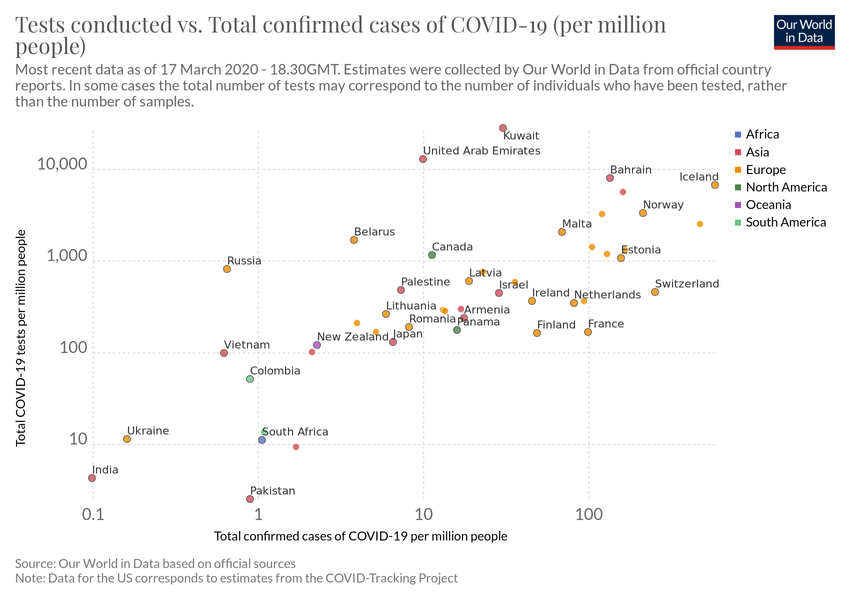 Tests conducted vs. Total confirmed cases of COVID-19 (per million
people)
Our World
in Data
Most recent data as of 17 March 2020 - 18.30GMT. Estimates were collected by Our World in Data from official country
reports. In some cases the total number of tests may correspond to the number of individuals who have been tested, rather
than the number of samples.
Kuwait
United Arab Emirates
Africa
Asia
Europe
North America
Oceania
South America
10,000
Bahrain
Iceland
Norway
Malta
Belarus
Canada
Estonia
1,000
Russia
Latvia
Palestine
Israel
Switzerland
Ireland
Netherlands
Lithuania
Armenia
Romania
Panama
Finland
France
New Zealand
Japan
100
Vietnam
Colombia
Ukraine
South Africa
10
India
Pakistan
Total COVID-19 tests per million people
0.1
1
10
100
Total confirmed cases of COVID-19 per million people
Source: Our World in Data based on official sources
Note: Data for the US corresponds to estimates from the COVID-Tracking Project